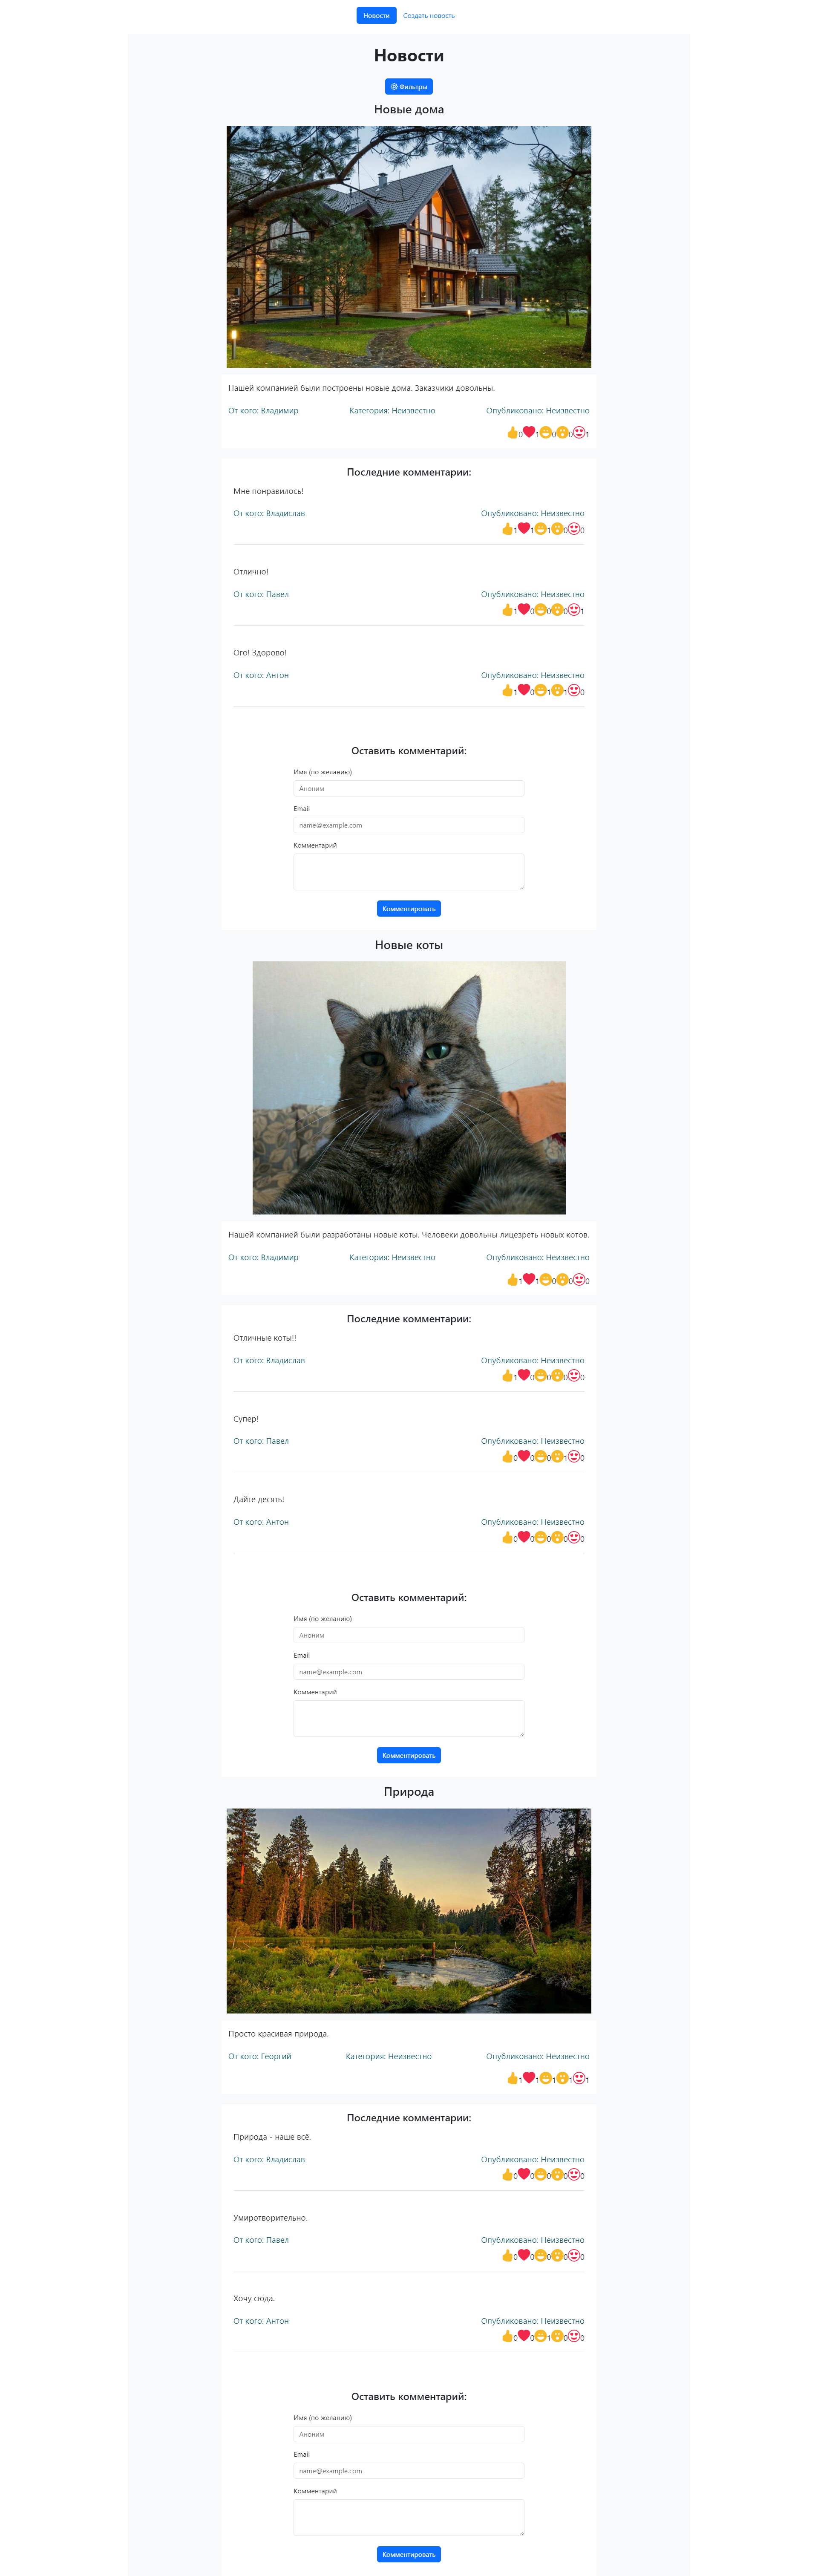 Новости Создать новость
Новости
Фильтры
Новые дома
Нашей компанией были построены новые дома. Заказчики довольны.
От кого: Владимир Категория: Неизвестно Опубликовано: Неизвестно
0 1 0 0 1
Последние комментарии:
Мне понравилось!
От кого: Владислав Опубликовано: Неизвестно
1 1 1 0 0
Отлично!
От кого: Павел Опубликовано: Неизвестно
1 0 0 0 1
Ого! Здорово!
От кого: Антон Опубликовано: Неизвестно
1 0 1 1 0
Оставить комментарий:
Имя (по желанию)
Аноним
Email
name@example.com
Комментарий
Комментировать
Новые коты
Нашей компанией были разработаны новые коты. Человеки довольны лицезреть новых котов.
От кого: Владимир Категория: Неизвестно Опубликовано: Неизвестно
1 1 0 0 0
Последние комментарии:
Отличные коты!!
От кого: Владислав Опубликовано: Неизвестно
1 0 0 0 0
Супер!
От кого: Павел Опубликовано: Неизвестно
0 0 0 1 0
Дайте десять!
От кого: Антон Опубликовано: Неизвестно
0 0 0 0 0
Оставить комментарий:
Имя (по желанию)
Аноним
Email
name@example.com
Комментарий
Комментировать
Природа
Просто красивая природа.
От кого: Георгий Категория: Неизвестно Опубликовано: Неизвестно
1 1 1 1 1
Последние комментарии:
Природа - наше всё.
От кого: Владислав Опубликовано: Неизвестно
0 0 0 0 0
Умиротворительно.
От кого: Павел Опубликовано: Неизвестно
0 0 0 0 0
Хочу сюда.
От кого: Антон Опубликовано: Неизвестно
0 0 1 0 0
Оставить комментарий:
Имя (по желанию)
Аноним
Email
name@example.com
Комментарий
Комментировать